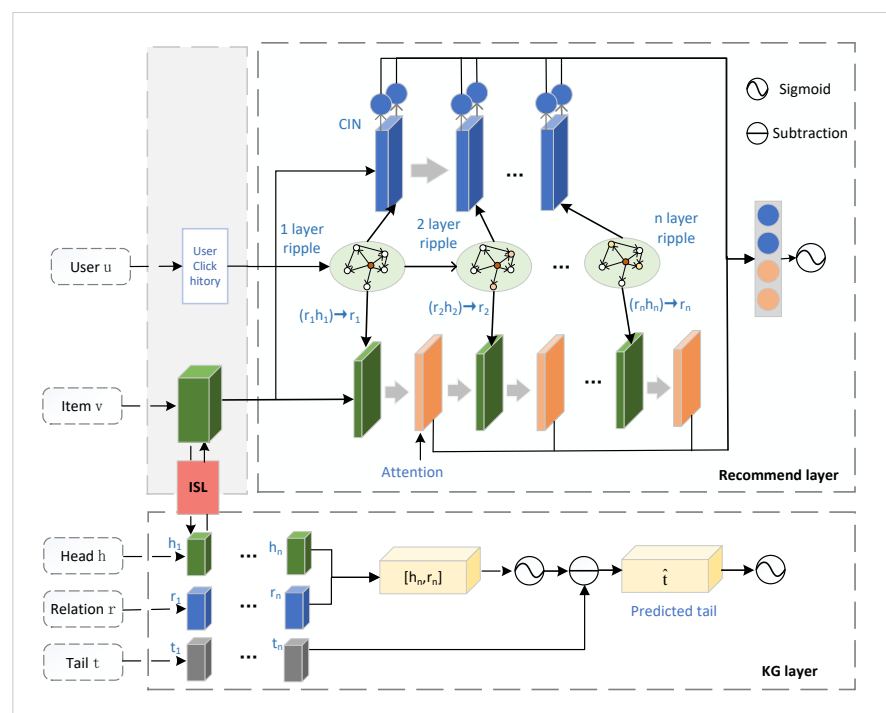 Sigmoid
CIN
Subtraction
1 layer
ripple
2 layer
ripple
n layer
ripple
...
User u
User
Click
hitory
...
(r₁h₁)→r₁
(r₂h₂)→r₂
(rₙhₙ)→rₙ
Item v
...
Attention
Recommend layer
ISL
Head h
h₁
...
hₙ
[hₙ,rₙ]
t̂
Relation r
r₁
...
rₙ
Predicted tail
Tail t
t₁
...
tₙ
KG layer